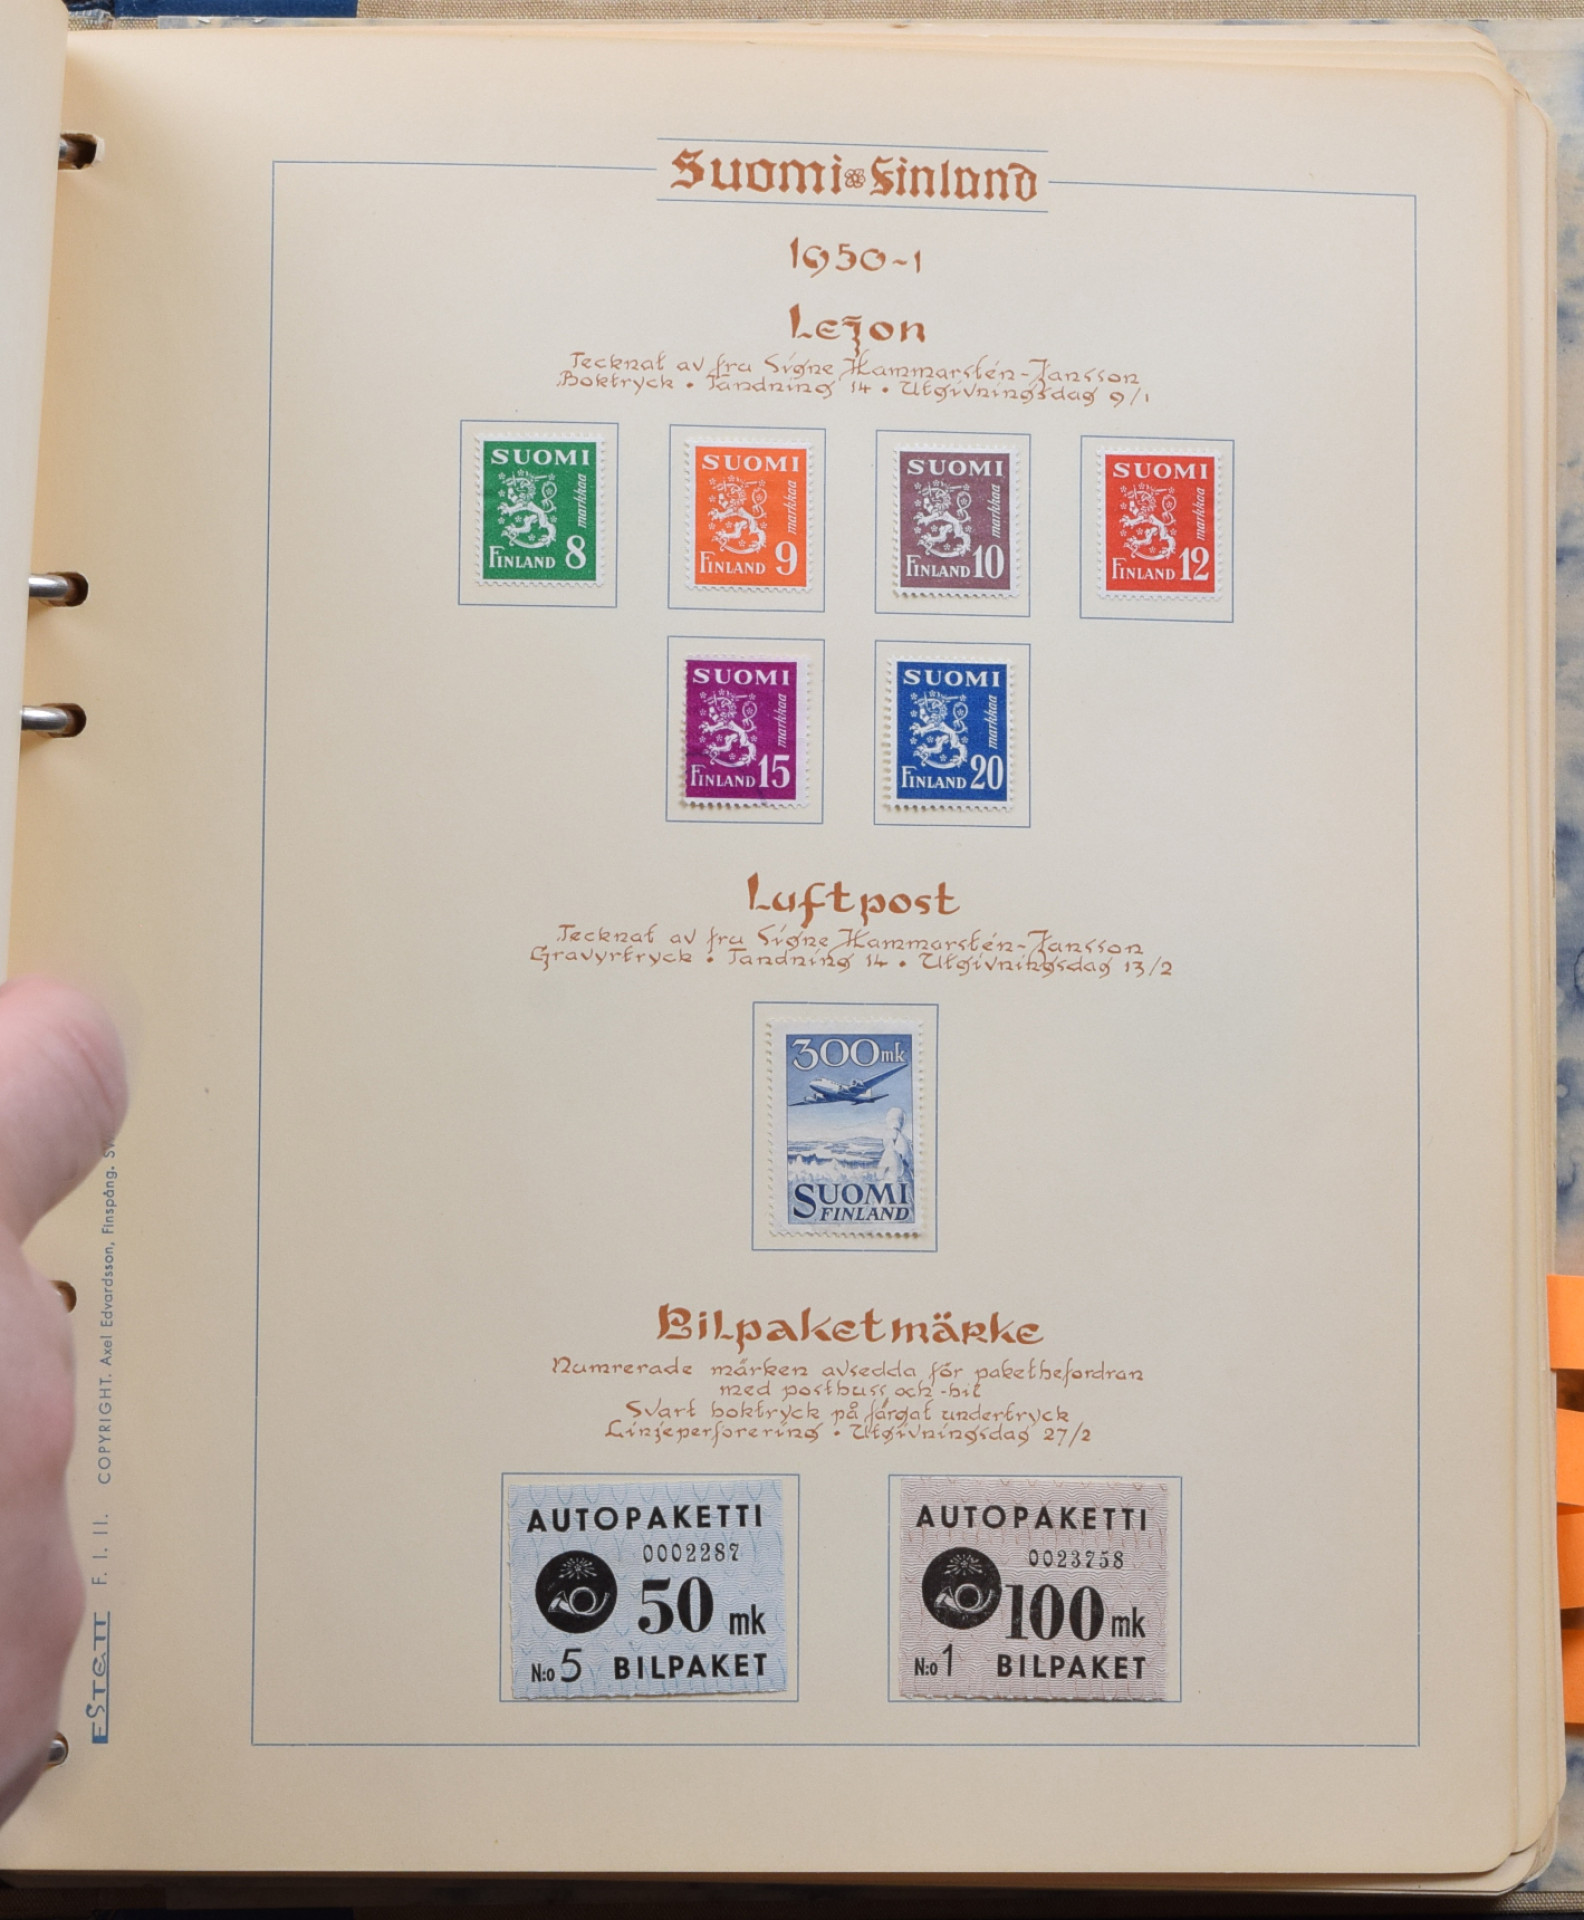 Suomi Finland
1950-1
Lejon
Tecknat av fru Signe Hammarstén-Jansson
Boktryck • Tandning 14 • Utgivningsdag 9/1
SUOMI
markkaa
FINLAND 8
SUOMI
markkaa
FINLAND 9
SUOMI
markkaa
FINLAND 10
SUOMI
markkaa
FINLAND 12
SUOMI
markkaa
FINLAND 15
SUOMI
markkaa
FINLAND 20
Luftpost
Tecknat av fru Signe Hammarstén-Jansson
Gravyrtryck • Tandning 14 • Utgivningsdag 13/2
300 mk
SUOMI
FINLAND
Bilpaketmärke
Numrerade märken avsedda för paketbefordran
med postbuss och -bil
Svart boktryck på färgat undertryck
Linjeperforering • Utgivningsdag 27/2
AUTOPAKETTI
0002287
50 mk
N:o 5 BILPAKET
AUTOPAKETTI
0023758
100 mk
N:o 1 BILPAKET
ESTETT F. I. 11. COPYRIGHT. Axel Edvardsson, Finspång.